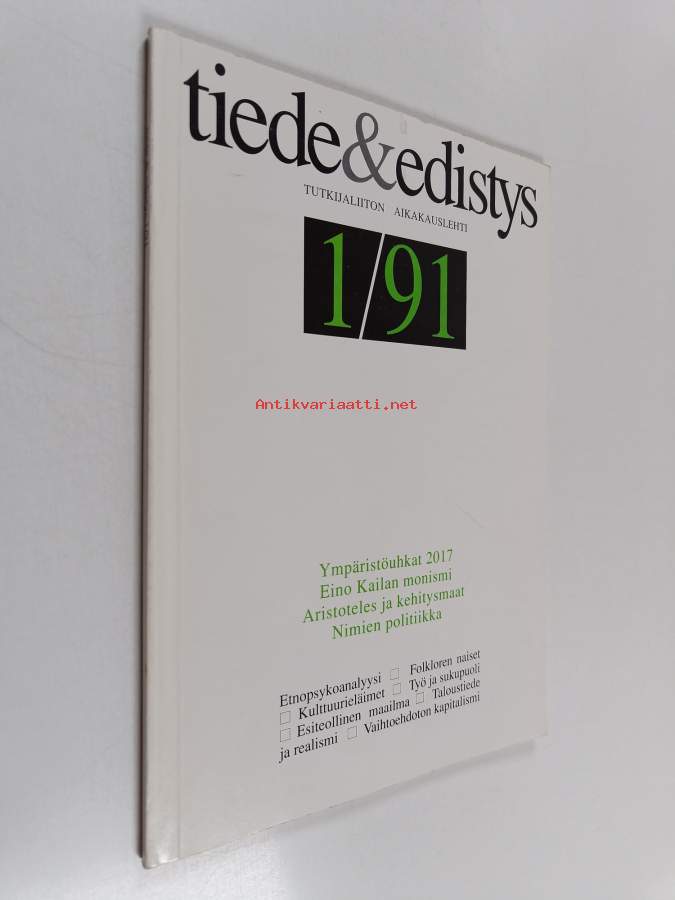 tiede&edistys
TUTKIJALIITON AIKAKAUSLEHTI
1/91
Antikvariaatti.net
Ympäristöuhkat 2017
Eino Kailan monismi
Aristoteles ja kehitysmaat
Nimien politiikka
Etnopsykoanalyysi □ Folkloren naiset
□ Kulttuurieläimet □ Työ ja sukupuoli
□ Esiteollinen maailma □ Taloustiede
ja realismi □ Vaihtoehdoton kapitalismi